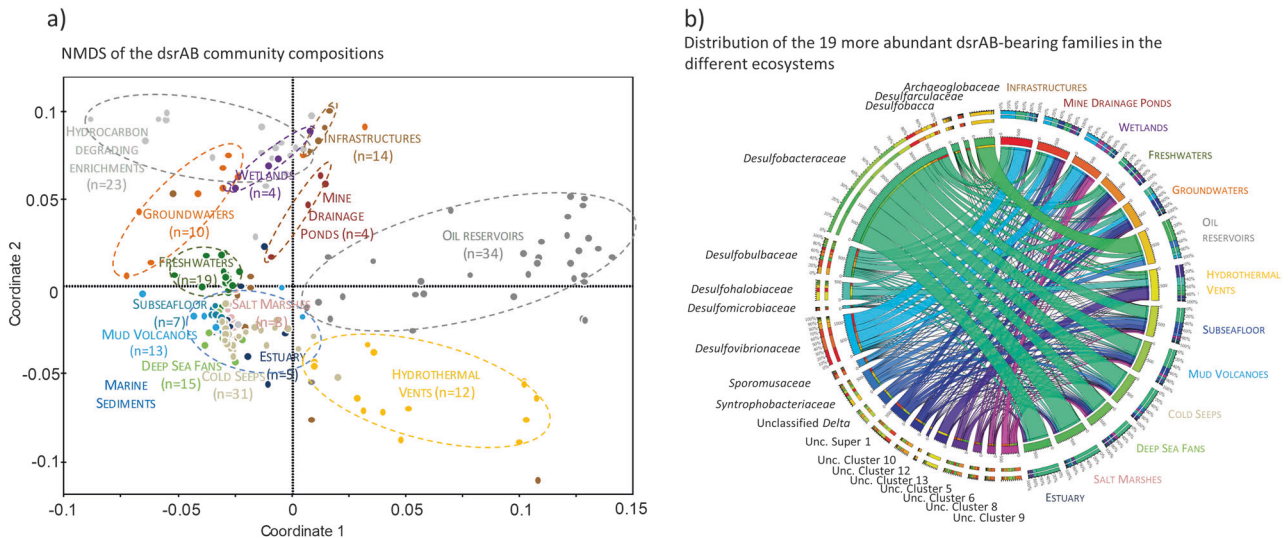 a)
NMDS of the dsrAB community compositions
0.1
0.05
0
-0.05
-0.1
-0.1
-0.05
0
0.05
0.1
0.15
Coordinate 2
Coordinate 1
HYDROCARBON
DEGRADING
ENRICHMENTS
(n=23)
INFRASTRUCTURES
(n=14)
WETLANDS
(n=4)
MINE
DRAINAGE
PONDS (n=4)
GROUNDWATERS
(n=10)
OIL RESERVOIRS
(n=34)
FRESHWATERS
(n=19)
SUBSEAFLOOR
(n=7)
SALT MARSHES
MUD VOLCANOES
(n=13)
ESTUARY
DEEP SEA FANS
(n=15)
COLD SEEPS
(n=31)
HYDROTHERMAL
VENTS (n=12)
MARINE
SEDIMENTS
b)
Distribution of the 19 more abundant dsrAB-bearing families in the
different ecosystems
Archaeoglobaceae
Desulfarculaceae
Desulfobacca
Desulfobacteraceae
Desulfobulbaceae
Desulfohalobiaceae
Desulfomicrobiaceae
Desulfovibrionaceae
Sporomusaceae
Syntrophobacteriaceae
Unclassified Delta
Unc. Super 1
Unc. Cluster 10
Unc. Cluster 12
Unc. Cluster 13
Unc. Cluster 5
Unc. Cluster 6
Unc. Cluster 8
Unc. Cluster 9
INFRASTRUCTURES
MINE DRAINAGE PONDS
WETLANDS
FRESHWATERS
GROUNDWATERS
OIL
RESERVOIRS
HYDROTHERMAL
VENTS
SUBSEAFLOOR
MUD VOLCANOES
COLD SEEPS
DEEP SEA FANS
SALT MARSHES
ESTUARY